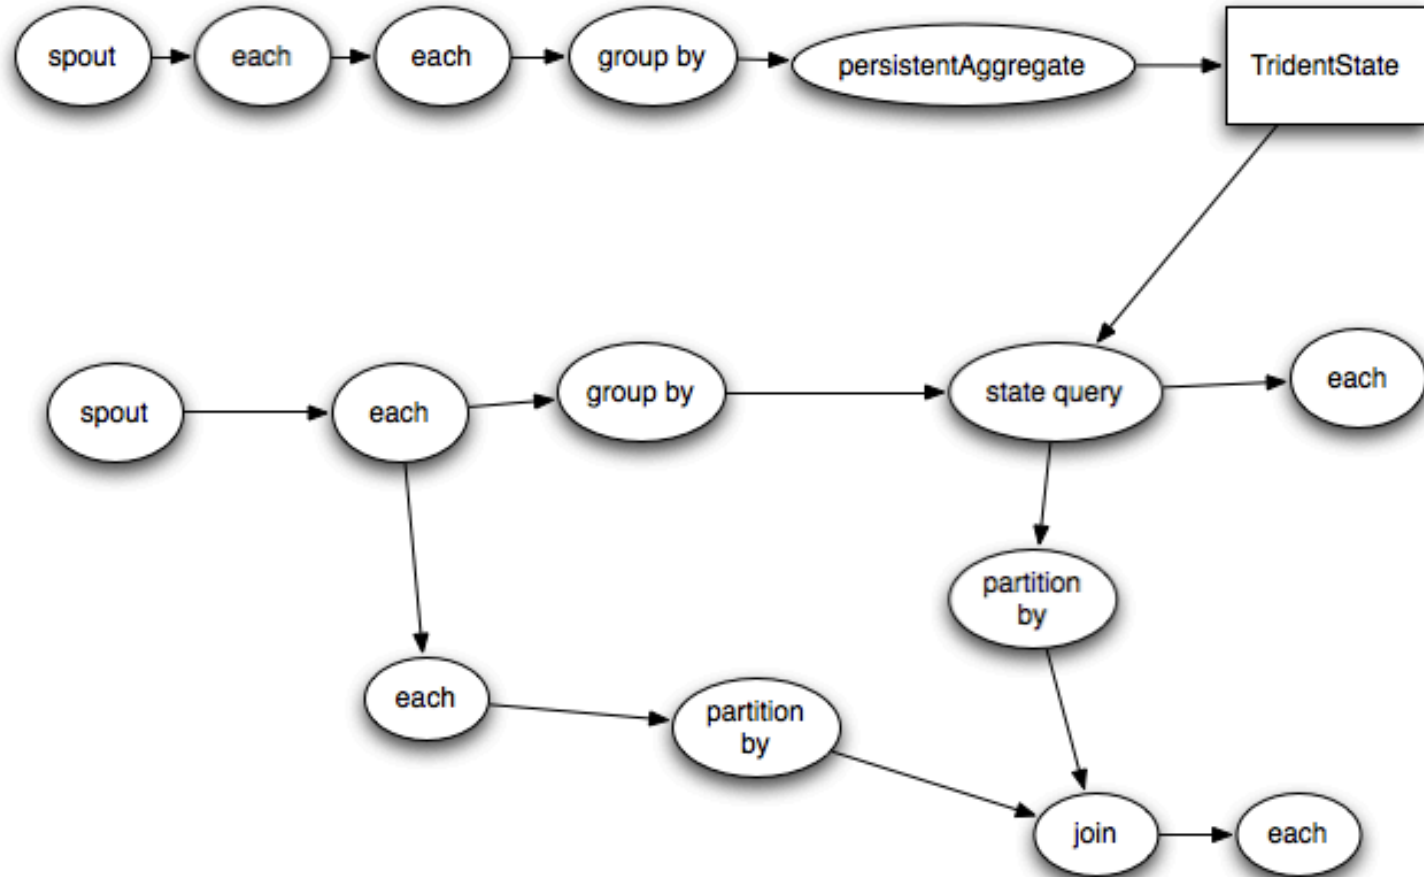 spout
each
each
group by
persistentAggregate
TridentState
spout
each
group by
state query
each
partition
by
each
partition
by
join
each